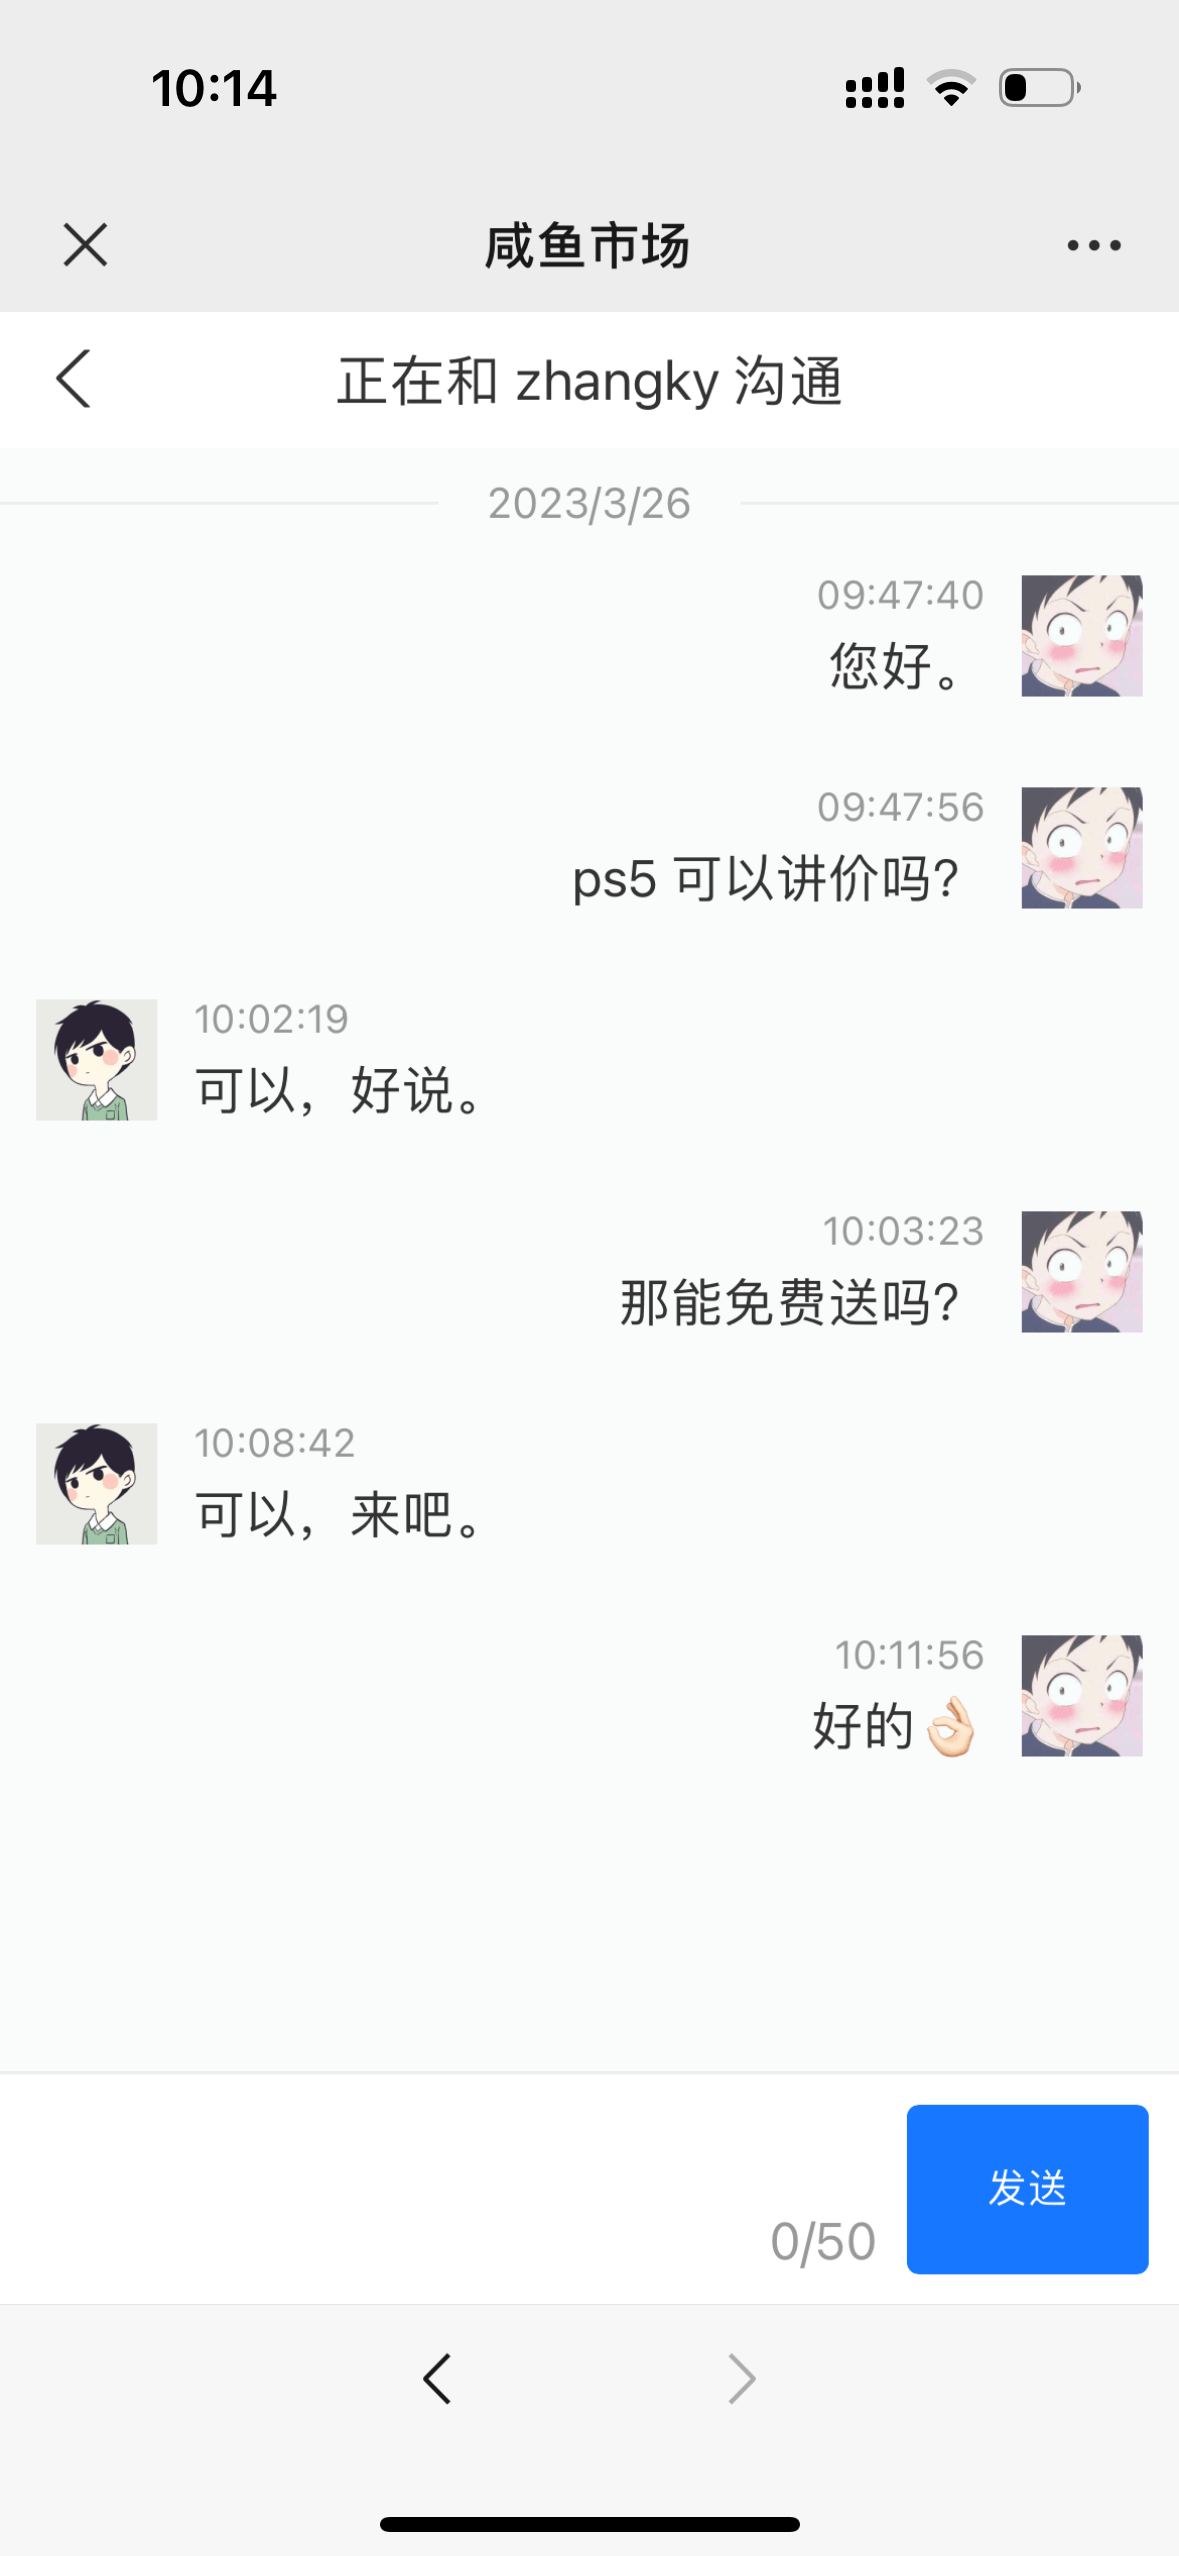 10:14
咸鱼市场
正在和 zhangky 沟通
2023/3/26
09:47:40
您好。
09:47:56
ps5 可以讲价吗?
10:02:19
可以，好说。
10:03:23
那能免费送吗?
10:08:42
可以，来吧。
10:11:56
好的👌🏻
0/50
发送